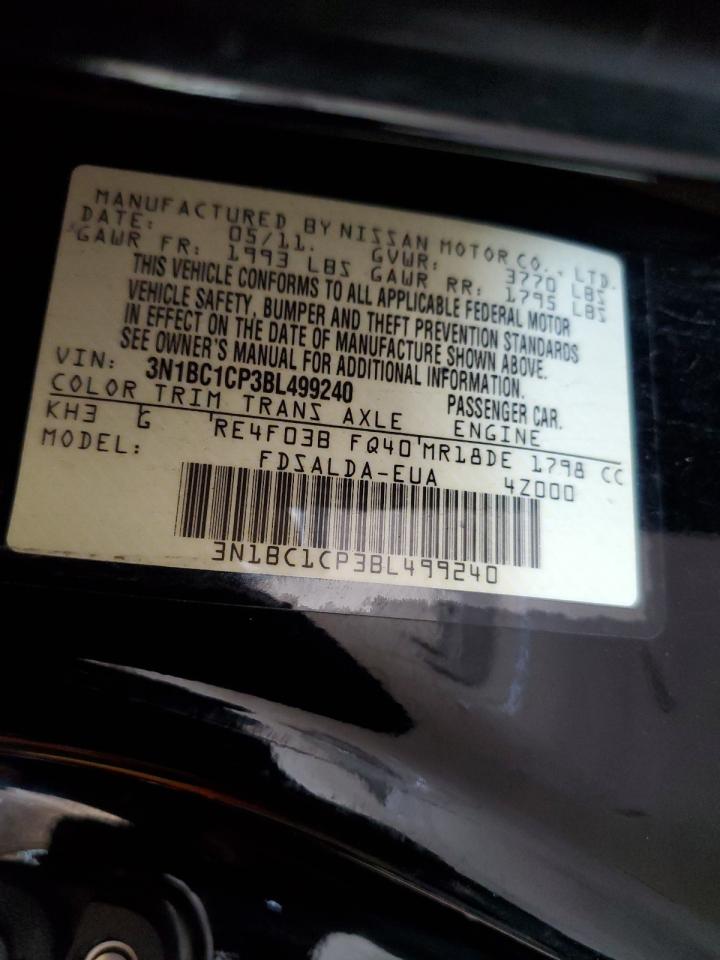 MANUFACTURED BY NISSAN MOTOR CO., LTD.
DATE: 05/11. GVWR: 3770 LBS
GAWR FR: 1993 LBS GAWR RR: 1795 LBS
THIS VEHICLE CONFORMS TO ALL APPLICABLE FEDERAL MOTOR
VEHICLE SAFETY, BUMPER AND THEFT PREVENTION STANDARDS
IN EFFECT ON THE DATE OF MANUFACTURE SHOWN ABOVE.
SEE OWNER'S MANUAL FOR ADDITIONAL INFORMATION.
VIN: 3N1BC1CP3BL499240 PASSENGER CAR.
COLOR TRIM TRANS AXLE ENGINE
KH3 G RE4F03B FQ40 MR18DE 1798 CC
MODEL: FDSALDA-EUA 4Z000
3N1BC1CP3BL499240